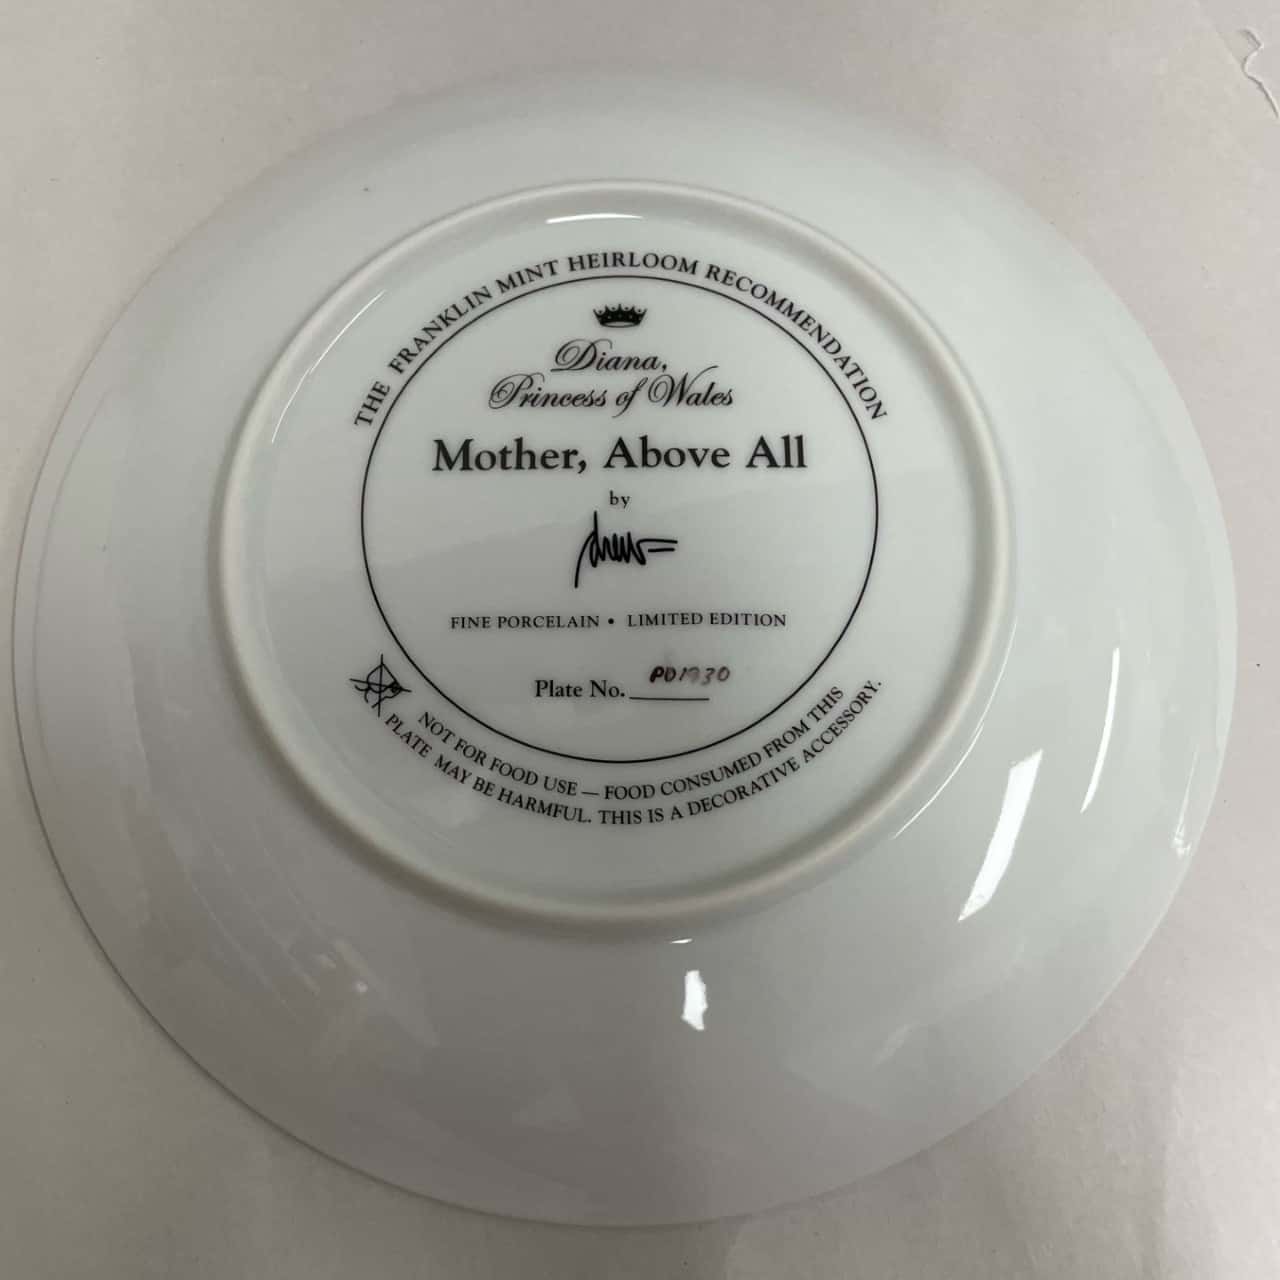 THE FRANKLIN MINT HEIRLOOM RECOMMENDATION
Diana,
Princess of Wales
Mother, Above All
by
FINE PORCELAIN • LIMITED EDITION
Plate No. PD1930
NOT FOR FOOD USE — FOOD CONSUMED FROM THIS
PLATE MAY BE HARMFUL. THIS IS A DECORATIVE ACCESSORY.